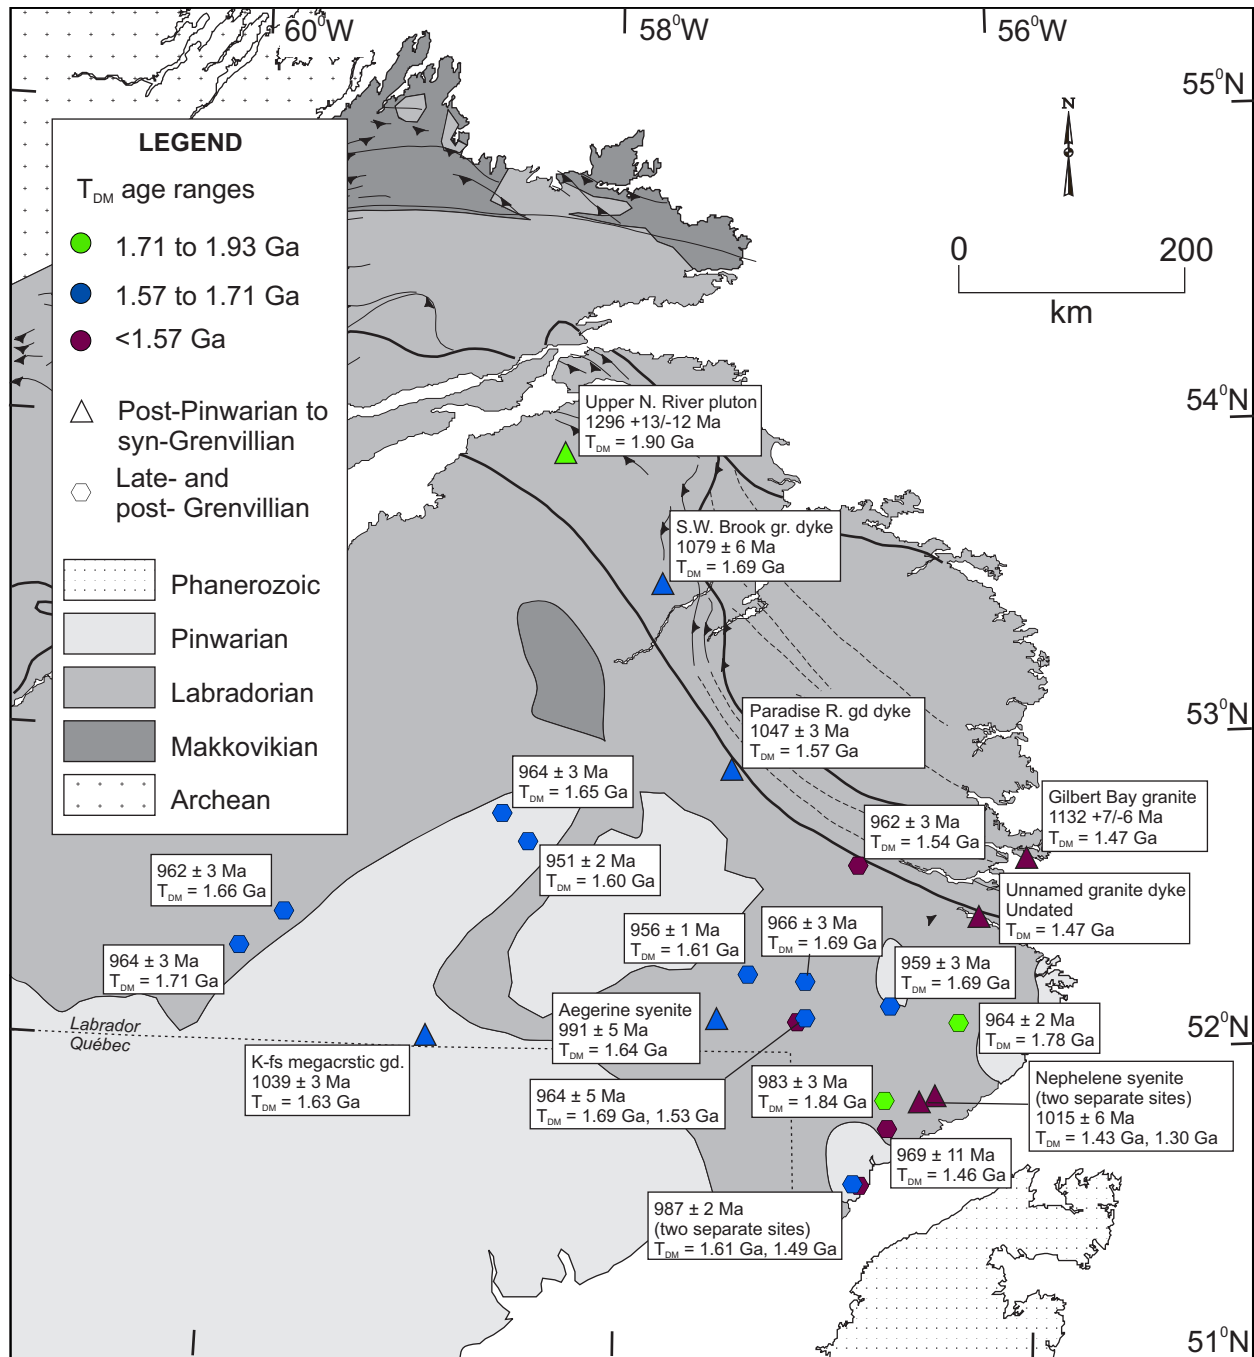 60⁰W
58⁰W
56⁰W
55⁰N
N
LEGEND
T_DM age ranges
1.71 to 1.93 Ga
1.57 to 1.71 Ga
<1.57 Ga
Post-Pinwarian to
syn-Grenvillian
Late- and
post- Grenvillian
Phanerozoic
Pinwarian
Labradorian
Makkovikian
Archean
0
200
km
54⁰N
Upper N. River pluton
1296 +13/-12 Ma
T_DM = 1.90 Ga
S.W. Brook gr. dyke
1079 ± 6 Ma
T_DM = 1.69 Ga
53⁰N
Paradise R. gd dyke
1047 ± 3 Ma
T_DM = 1.57 Ga
964 ± 3 Ma
T_DM = 1.65 Ga
Gilbert Bay granite
1132 +7/-6 Ma
T_DM = 1.47 Ga
962 ± 3 Ma
T_DM = 1.54 Ga
951 ± 2 Ma
T_DM = 1.60 Ga
962 ± 3 Ma
T_DM = 1.66 Ga
Unnamed granite dyke
Undated
T_DM = 1.47 Ga
956 ± 1 Ma
T_DM = 1.61 Ga
966 ± 3 Ma
T_DM = 1.69 Ga
964 ± 3 Ma
T_DM = 1.71 Ga
959 ± 3 Ma
T_DM = 1.69 Ga
Aegerine syenite
991 ± 5 Ma
T_DM = 1.64 Ga
964 ± 2 Ma
T_DM = 1.78 Ga
52⁰N
Labrador
Québec
K-fs megacrstic gd.
1039 ± 3 Ma
T_DM = 1.63 Ga
964 ± 5 Ma
T_DM = 1.69 Ga, 1.53 Ga
983 ± 3 Ma
T_DM = 1.84 Ga
Nephelene syenite
(two separate sites)
1015 ± 6 Ma
T_DM = 1.43 Ga, 1.30 Ga
969 ± 11 Ma
T_DM = 1.46 Ga
987 ± 2 Ma
(two separate sites)
T_DM = 1.61 Ga, 1.49 Ga
51⁰N